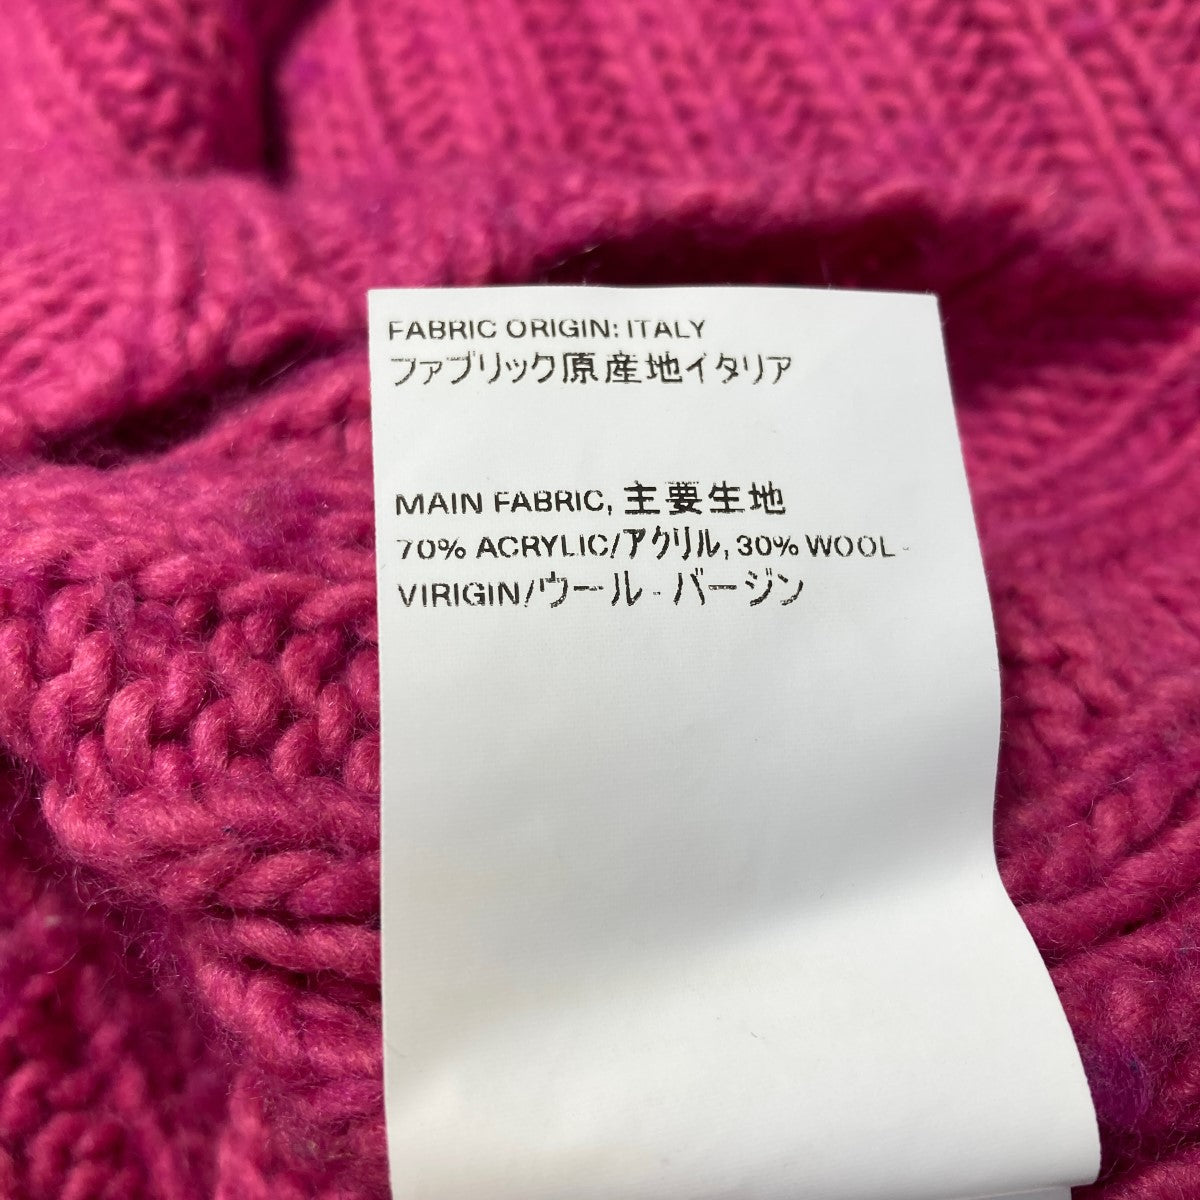 FABRIC ORIGIN: ITALY
ファブリック原産地イタリア
MAIN FABRIC, 主要生地
70% ACRYLIC/アクリル, 30% WOOL -
VIRIGIN/ウール - バージン